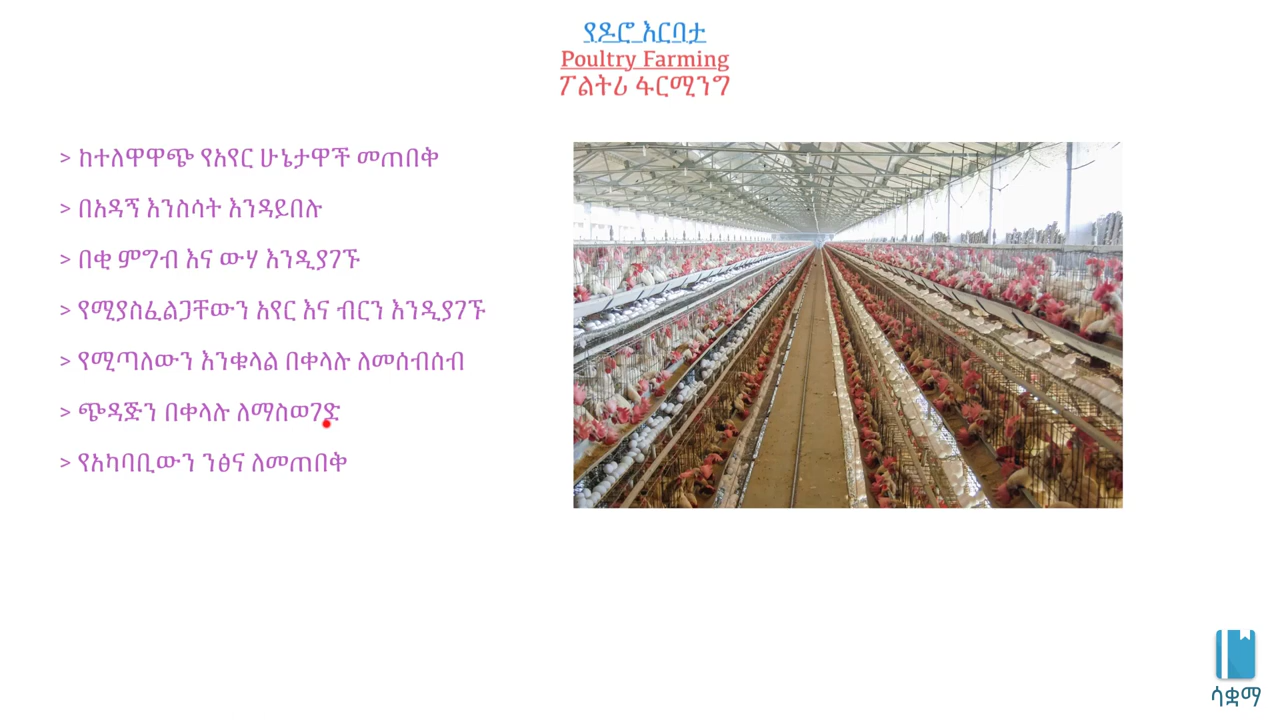 የዶሮ እርባታ
Poultry Farming
ፖልትሪ ፋርሚንግ
> ከተለዋዋጭ የአየር ሁኔታዋች መጠበቅ
> በአዳኝ እንስሳት እንዳይበሉ
> በቂ ምግብ እና ውሃ እንዲያገኙ
> የሚያስፈልጋቸውን አየር እና ብርን እንዲያገኙ
> የሚጣለውን እንቁላል በቀላሉ ለመሰብሰብ
> ጭዳጅን በቀላሉ ለማስወገድ
> የአካባቢውን ንፅና ለመጠበቅ
ሳቋማ